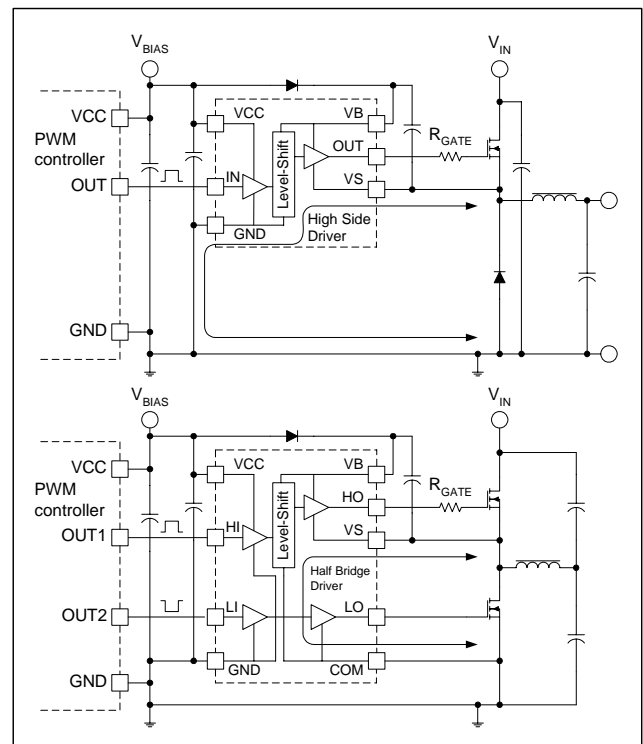 V_BIAS
V_IN
VCC
PWM
controller
OUT
GND
VCC
IN
GND
Level-Shift
VB
OUT
VS
R_GATE
High Side
Driver
V_BIAS
V_IN
VCC
PWM
controller
OUT1
OUT2
GND
VCC
HI
LI
GND
Level-Shift
VB
HO
VS
R_GATE
Half Bridge
Driver
LO
COM